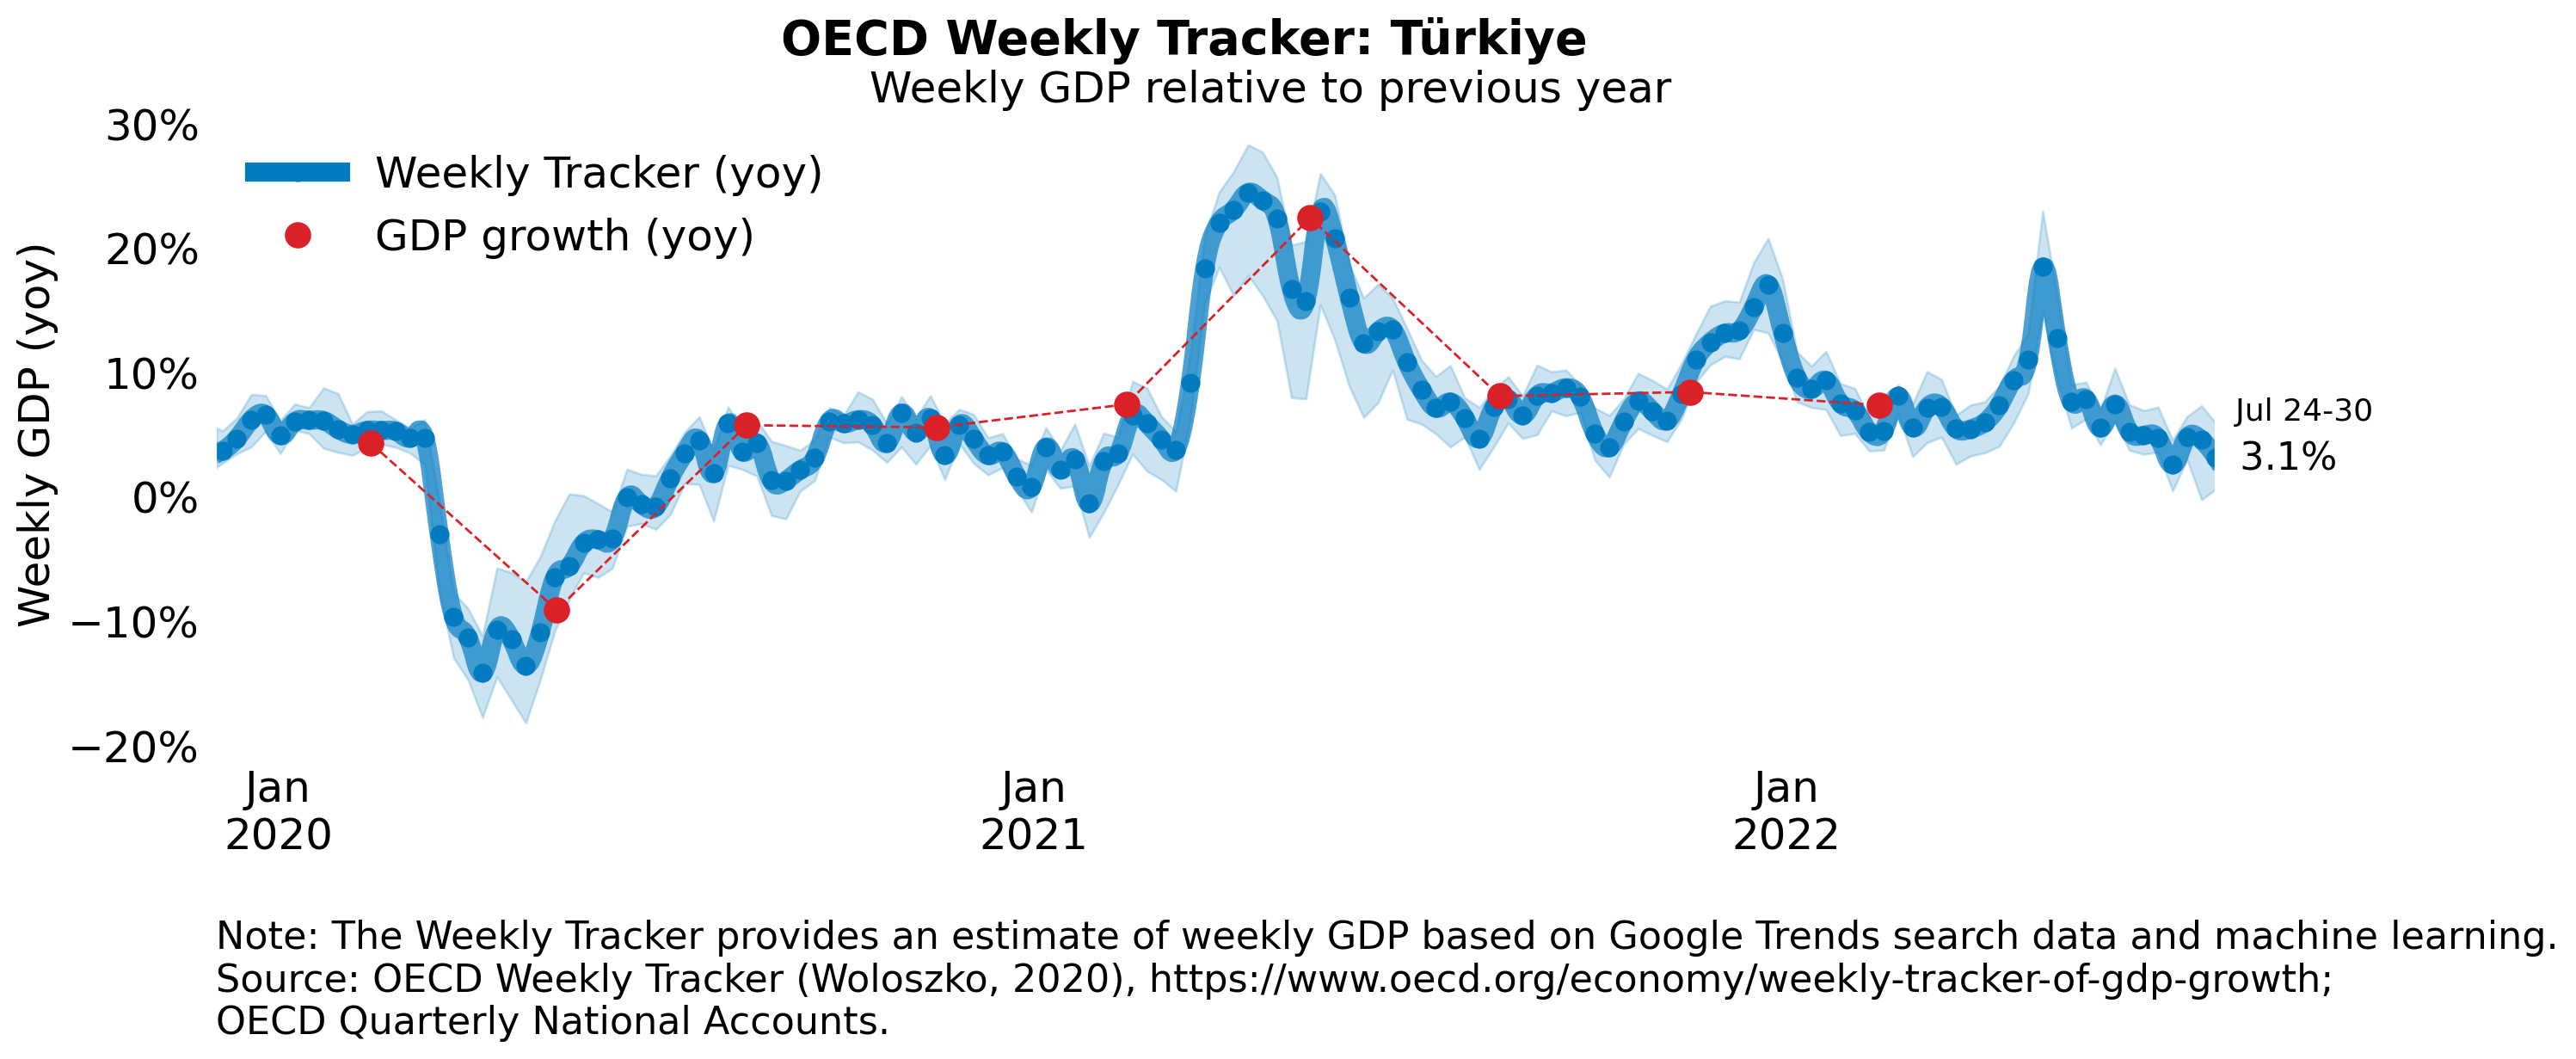 OECD Weekly Tracker: Türkiye
Weekly GDP relative to previous year
Weekly GDP (yoy)
30%
20%
10%
0%
−10%
−20%
Weekly Tracker (yoy)
GDP growth (yoy)
Jul 24-30
3.1%
Jan
2020
Jan
2021
Jan
2022
Note: The Weekly Tracker provides an estimate of weekly GDP based on Google Trends search data and machine learning.
Source: OECD Weekly Tracker (Woloszko, 2020), https://www.oecd.org/economy/weekly-tracker-of-gdp-growth;
OECD Quarterly National Accounts.